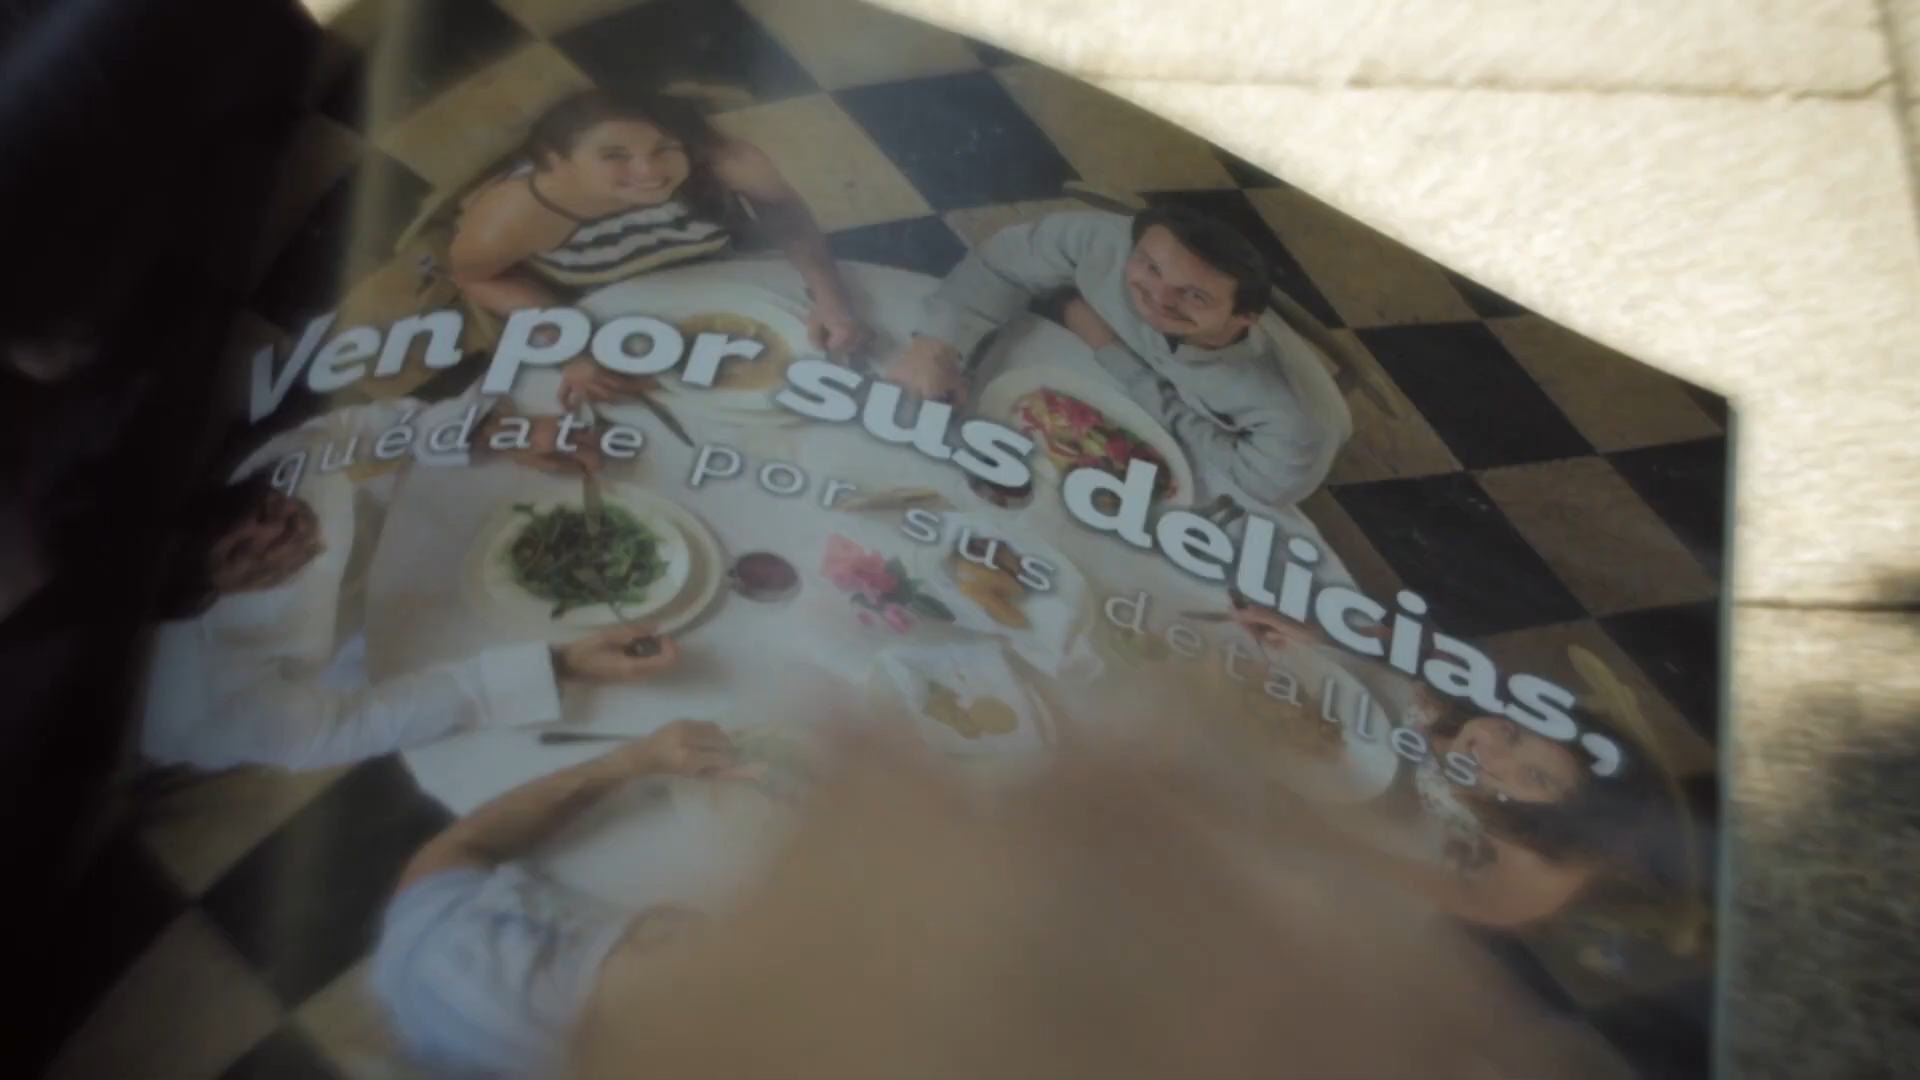 Ven por sus delicias,
quédate por sus detalles.